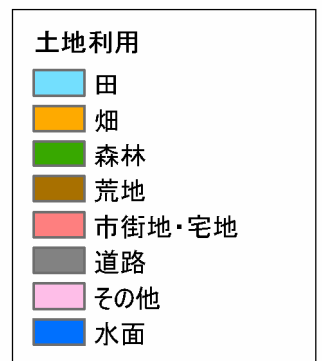 土地利用
田
畑
森林
荒地
市街地・宅地
道路
その他
水面